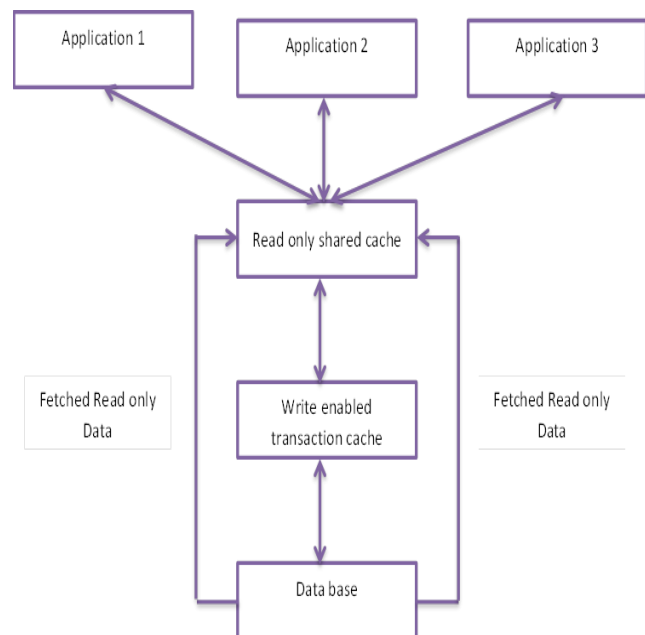 Application 1
Application 2
Application 3
Read only shared cache
Fetched Read only
Data
Write enabled
transaction cache
Fetched Read only
Data
Data base